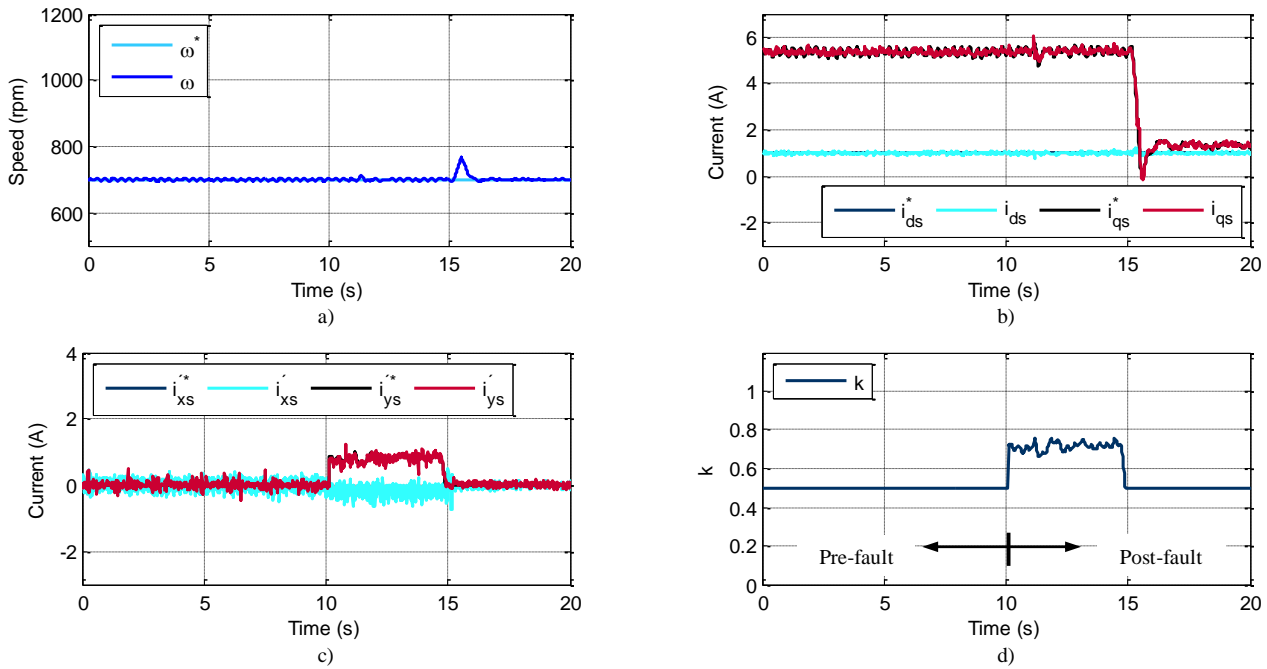 1200
1000
800
600
Speed (rpm)
ω*
ω
0 5 10 15 20
Time (s)
a)
6
4
2
0
-2
Current (A)
i*ds ids i*qs iqs
0 5 10 15 20
Time (s)
b)
4
2
0
-2
Current (A)
i´*xs i´xs i´*ys i´ys
0 5 10 15 20
Time (s)
c)
1
0.8
0.6
0.4
0.2
0
k
k
Pre-fault Post-fault
0 5 10 15 20
Time (s)
d)